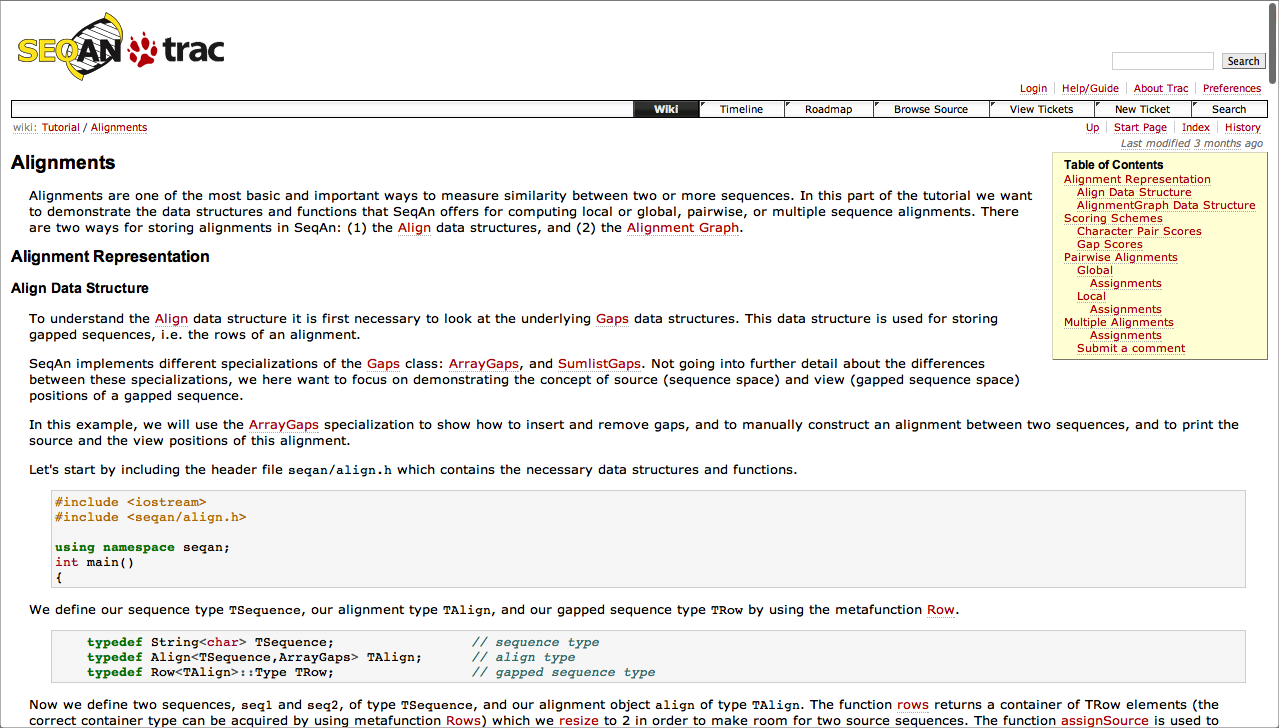 SEQAN trac
Search
Login Help/Guide About Trac Preferences
Wiki Timeline Roadmap Browse Source View Tickets New Ticket Search
wiki: Tutorial / Alignments
Up Start Page Index History
Last modified 3 months ago
Alignments
Alignments are one of the most basic and important ways to measure similarity between two or more sequences. In this part of the tutorial we want
to demonstrate the data structures and functions that SeqAn offers for computing local or global, pairwise, or multiple sequence alignments. There
are two ways for storing alignments in SeqAn: (1) the Align data structures, and (2) the Alignment Graph.
Table of Contents
Alignment Representation
Align Data Structure
AlignmentGraph Data Structure
Scoring Schemes
Character Pair Scores
Gap Scores
Pairwise Alignments
Global
Assignments
Local
Assignments
Multiple Alignments
Assignments
Submit a comment
Alignment Representation
Align Data Structure
To understand the Align data structure it is first necessary to look at the underlying Gaps data structures. This data structure is used for storing
gapped sequences, i.e. the rows of an alignment.
SeqAn implements different specializations of the Gaps class: ArrayGaps, and SumlistGaps. Not going into further detail about the differences
between these specializations, we here want to focus on demonstrating the concept of source (sequence space) and view (gapped sequence space)
positions of a gapped sequence.
In this example, we will use the ArrayGaps specialization to show how to insert and remove gaps, and to manually construct an alignment between two sequences, and to print the
source and the view positions of this alignment.
Let's start by including the header file seqan/align.h which contains the necessary data structures and functions.
#include <iostream>
#include <seqan/align.h>
using namespace seqan;
int main()
{
We define our sequence type TSequence, our alignment type TAlign, and our gapped sequence type TRow by using the metafunction Row.
typedef String<char> TSequence; // sequence type
typedef Align<TSequence,ArrayGaps> TAlign; // align type
typedef Row<TAlign>::Type TRow; // gapped sequence type
Now we define two sequences, seq1 and seq2, of type TSequence, and our alignment object align of type TAlign. The function rows returns a container of TRow elements (the
correct container type can be acquired by using metafunction Rows) which we resize to 2 in order to make room for two source sequences. The function assignSource is used to